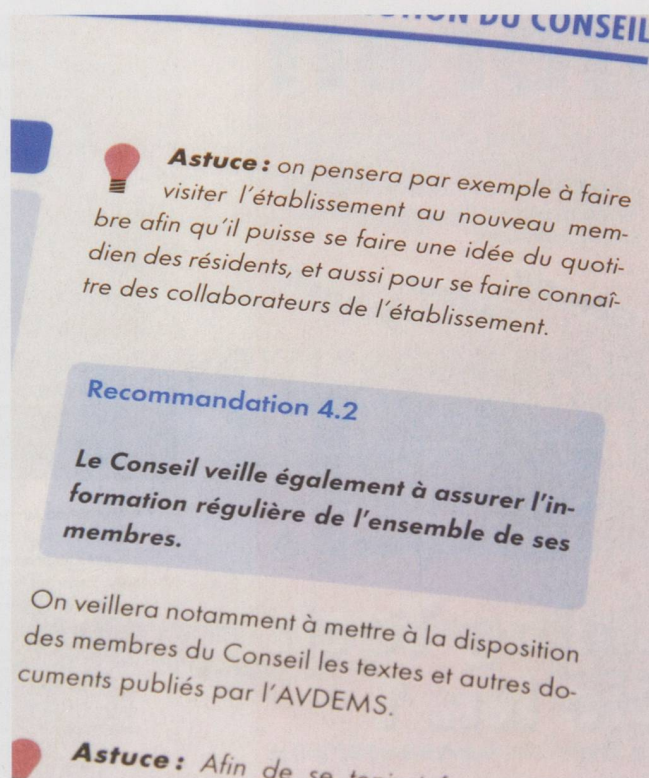 DU CONSEIL
Astuce : on pensera par exemple à faire
visiter l'établissement au nouveau mem-
bre afin qu'il puisse se faire une idée du quoti-
dien des résidents, et aussi pour se faire connaî-
tre des collaborateurs de l'établissement.
Recommandation 4.2
Le Conseil veille également à assurer l'in-
formation régulière de l'ensemble de ses
membres.
On veillera notamment à mettre à la disposition
des membres du Conseil les textes et autres do-
cuments publiés par l'AVDEMS.
Astuce : Afin de se